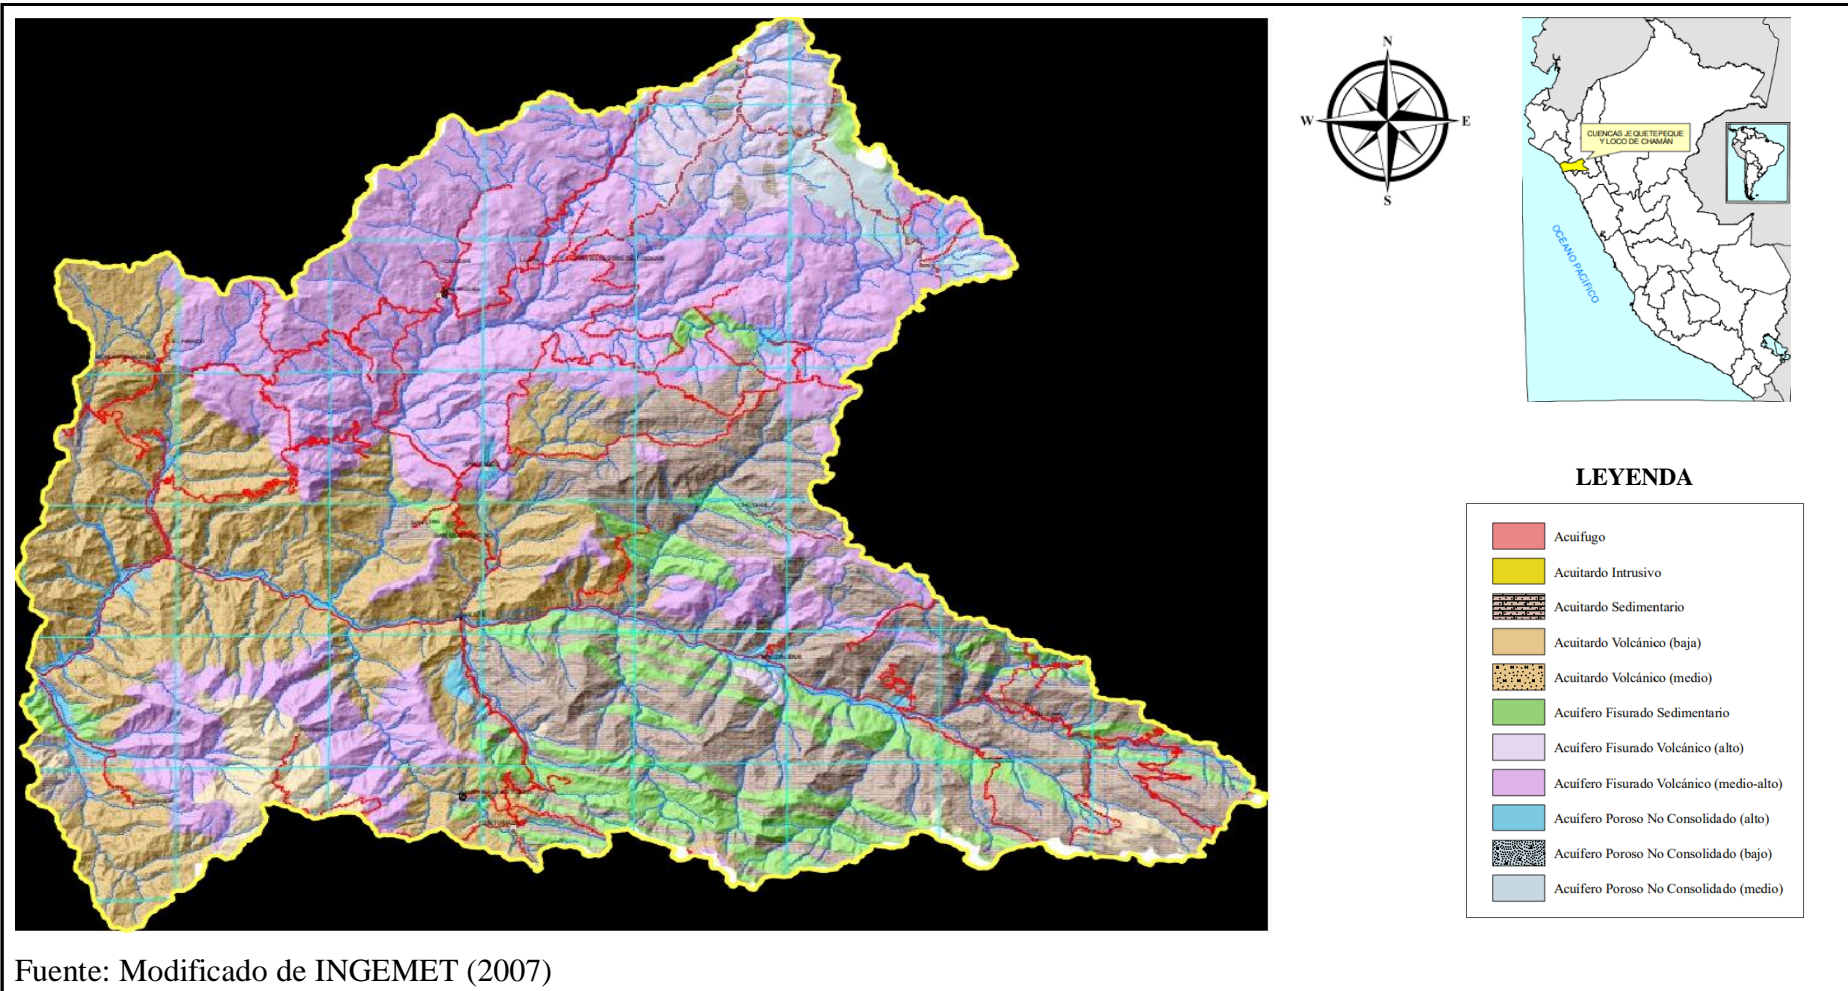 N
W
E
S
CUENCAS JEQUETEPEQUE
Y LOCO DE CHAMÁN
OCÉANO PACÍFICO
LEYENDA
Acuifugo
Acuitardo Intrusivo
Acuitardo Sedimentario
Acuitardo Volcánico (baja)
Acuitardo Volcánico (medio)
Acuífero Fisurado Sedimentario
Acuífero Fisurado Volcánico (alto)
Acuífero Fisurado Volcánico (medio-alto)
Acuífero Poroso No Consolidado (alto)
Acuífero Poroso No Consolidado (bajo)
Acuífero Poroso No Consolidado (medio)
Fuente: Modificado de INGEMET (2007)